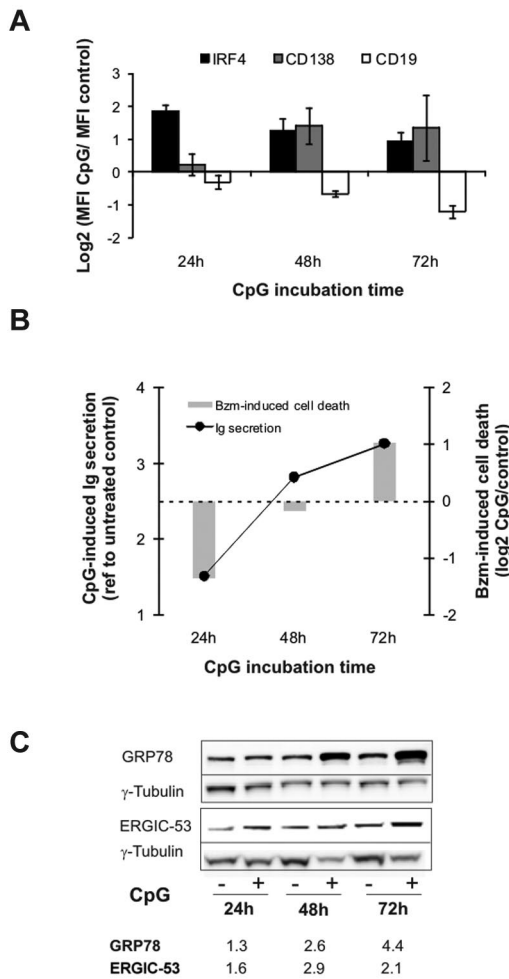 A
IRF4 CD138 CD19
Log2 (MFI CpG/ MFI control)
3
2
1
0
-1
-2
24h 48h 72h
CpG incubation time
B
CpG-induced Ig secretion
(ref to untreated control)
4
3
2
1
Bzm-induced cell death
Ig secretion
2
1
0
-1
-2
Bzm-induced cell death
(log2 CpG/control)
24h 48h 72h
CpG incubation time
C
GRP78
γ-Tubulin
ERGIC-53
γ-Tubulin
CpG - + - + - +
24h 48h 72h
GRP78 1.3 2.6 4.4
ERGIC-53 1.6 2.9 2.1